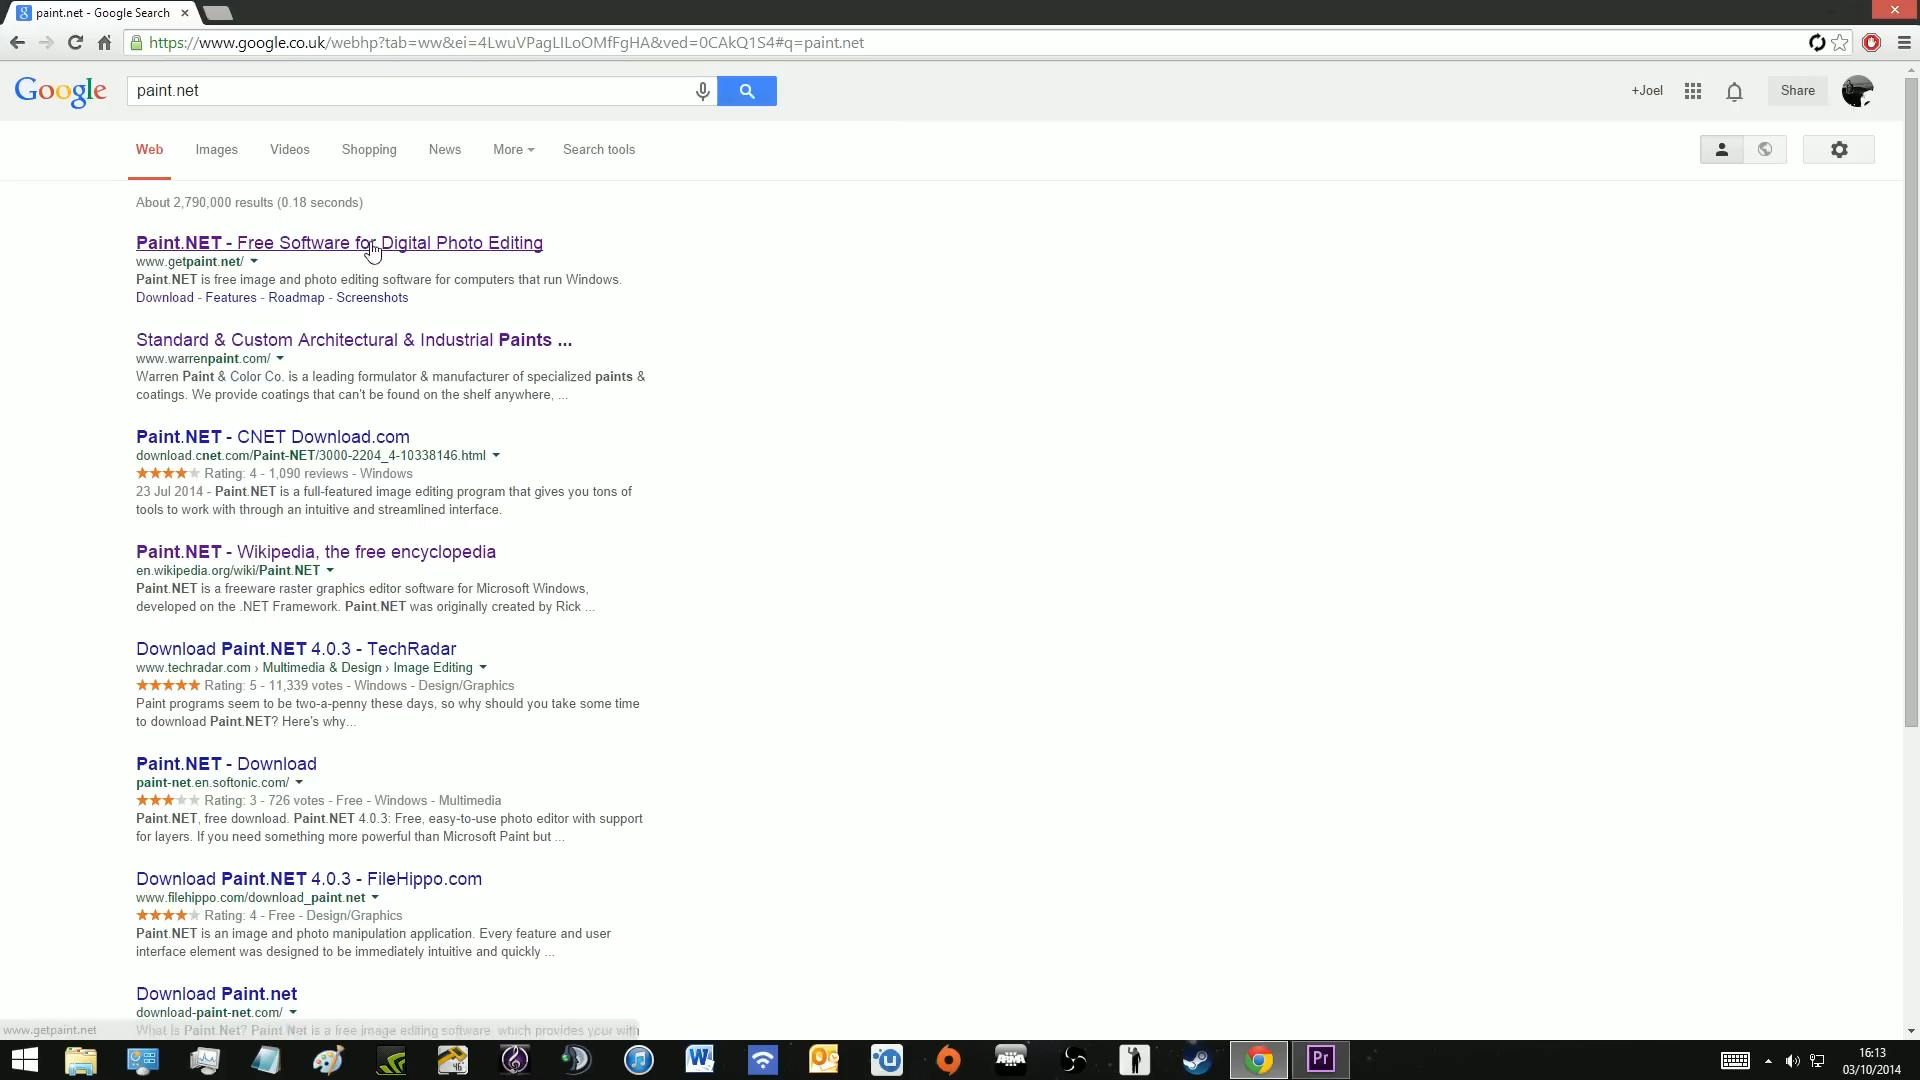 paint.net - Google Search
https://www.google.co.uk/webhp?tab=ww&ei=4LwuVPagLILoOMfFgHA&ved=0CAkQ1S4#q=paint.net
Google
paint.net
+Joel
Share
Web Images Videos Shopping News More Search tools
About 2,790,000 results (0.18 seconds)
Paint.NET - Free Software for Digital Photo Editing
www.getpaint.net/
Paint.NET is free image and photo editing software for computers that run Windows.
Download - Features - Roadmap - Screenshots
Standard & Custom Architectural & Industrial Paints ...
www.warrenpaint.com/
Warren Paint & Color Co. is a leading formulator & manufacturer of specialized paints &
coatings. We provide coatings that can't be found on the shelf anywhere, ...
Paint.NET - CNET Download.com
download.cnet.com/Paint-NET/3000-2204_4-10338146.html
Rating: 4 - 1,090 reviews - Windows
23 Jul 2014 - Paint.NET is a full-featured image editing program that gives you tons of
tools to work with through an intuitive and streamlined interface.
Paint.NET - Wikipedia, the free encyclopedia
en.wikipedia.org/wiki/Paint.NET
Paint.NET is a freeware raster graphics editor software for Microsoft Windows,
developed on the .NET Framework. Paint.NET was originally created by Rick ...
Download Paint.NET 4.0.3 - TechRadar
www.techradar.com › Multimedia & Design › Image Editing
Rating: 5 - 11,339 votes - Windows - Design/Graphics
Paint programs seem to be two-a-penny these days, so why should you take some time
to download Paint.NET? Here's why...
Paint.NET - Download
paint-net.en.softonic.com/
Rating: 3 - 726 votes - Free - Windows - Multimedia
Paint.NET, free download. Paint.NET 4.0.3: Free, easy-to-use photo editor with support
for layers. If you need something more powerful than Microsoft Paint but ...
Download Paint.NET 4.0.3 - FileHippo.com
www.filehippo.com/download_paint.net
Rating: 4 - Free - Design/Graphics
Paint.NET is an image and photo manipulation application. Every feature and user
interface element was designed to be immediately intuitive and quickly ...
Download Paint.net
download-paint-net.com/
What is Paint.Net? Paint.Net is a free image editing software, which provides your with
www.getpaint.net
16:13
03/10/2014